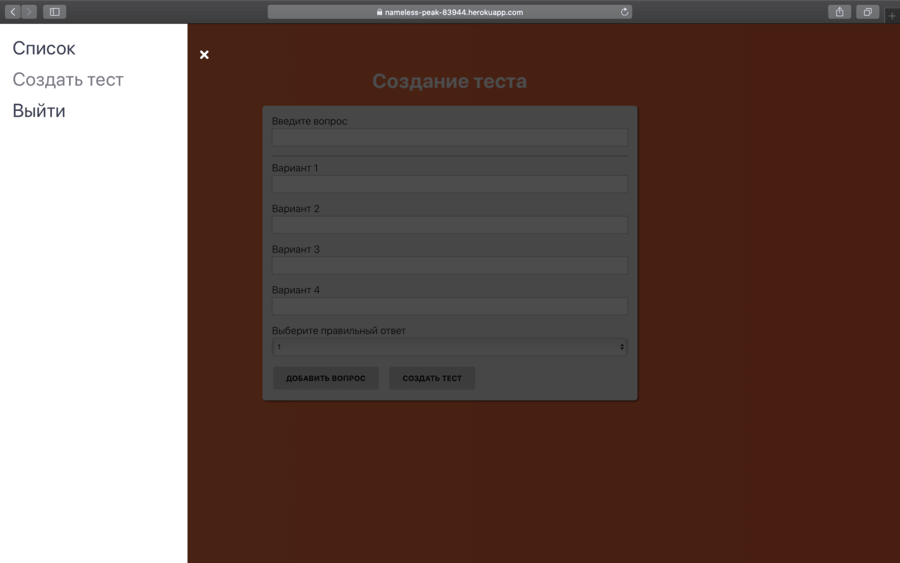 nameless-peak-83944.herokuapp.com
Список
Создать тест
Выйти
Создание теста
Введите вопрос
Вариант 1
Вариант 2
Вариант 3
Вариант 4
Выберите правильный ответ
1
ДОБАВИТЬ ВОПРОС СОЗДАТЬ ТЕСТ